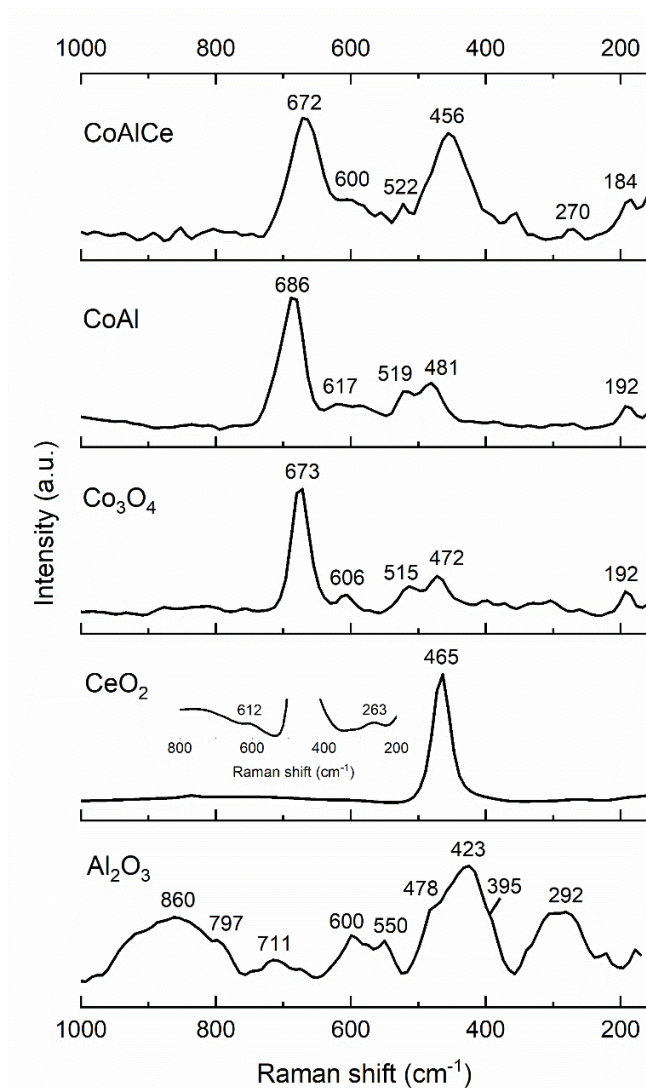 1000 800 600 400 200
CoAlCe
672
600
522
456
270
184
CoAl
686
617
519
481
192
Co₃O₄
673
606
515
472
192
CeO₂
465
612
263
800 600 400 200
Raman shift (cm⁻¹)
Al₂O₃
860
797
711
600
550
478
423
395
292
1000 800 600 400 200
Raman shift (cm⁻¹)
Intensity (a.u.)